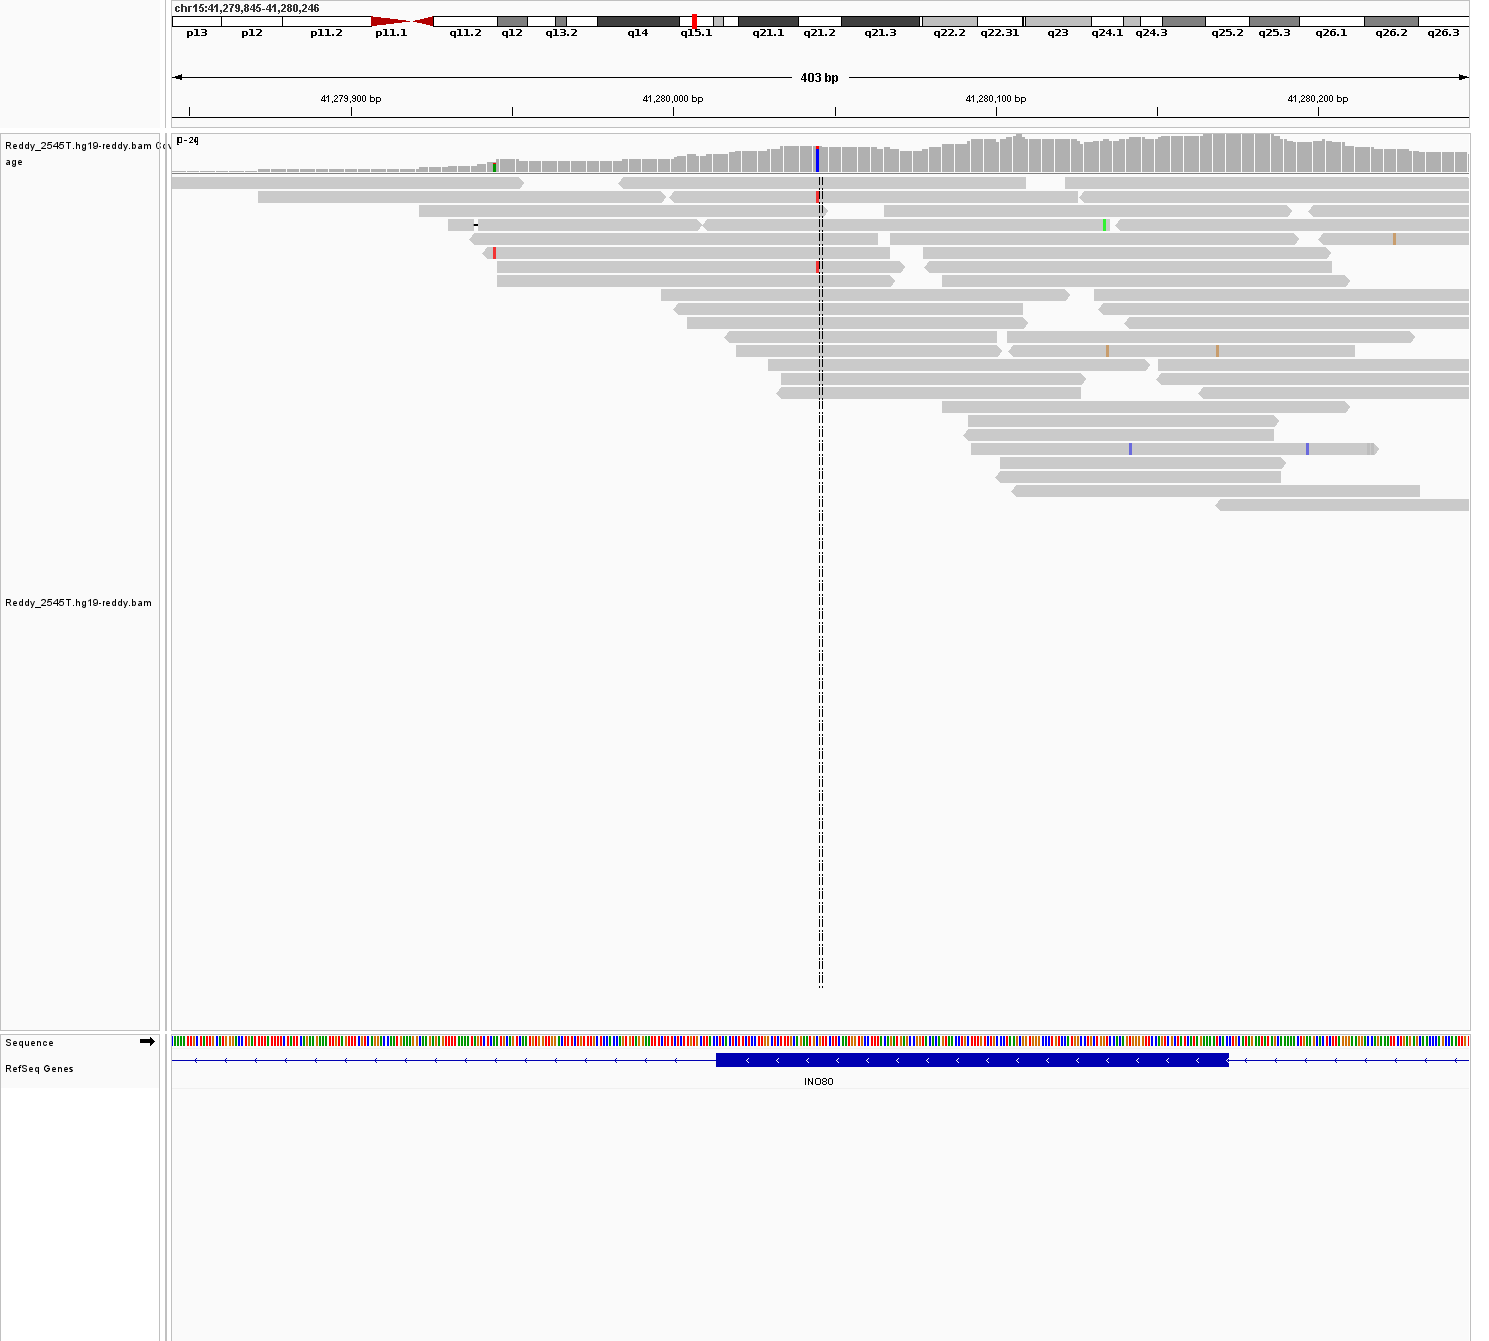 chr15:41,279,845-41,280,246
p13 p12 p11.2 p11.1 q11.2 q12 q13.2 q14 q15.1 q21.1 q21.2 q21.3 q22.2 q22.31 q23 q24.1 q24.3 q25.2 q25.3 q26.1 q26.2 q26.3
403 bp
41,279,900 bp 41,280,000 bp 41,280,100 bp 41,280,200 bp
[0-24]
Reddy_2545T.hg19-reddy.bam Cov
age
Reddy_2545T.hg19-reddy.bam
Sequence
RefSeq Genes
INO80